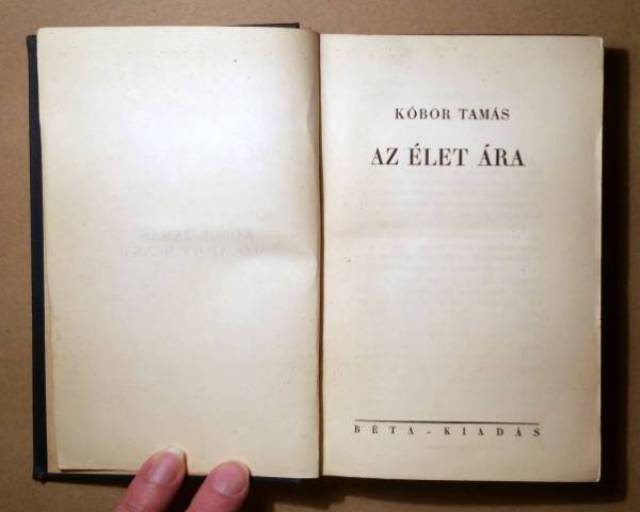 KÓBOR TAMÁS
AZ ÉLET ÁRA
BÉTA-KIADÁS